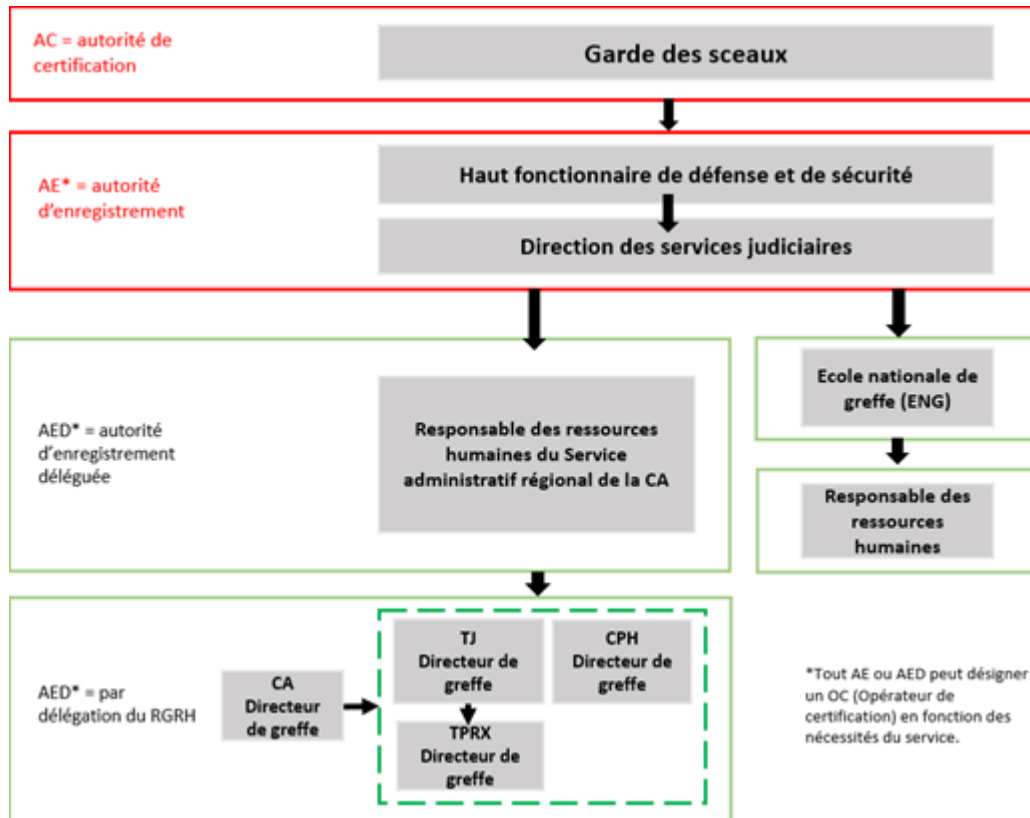 AC = autorité de
certification
Garde des sceaux
AE* = autorité
d'enregistrement
Haut fonctionnaire de défense et de sécurité
Direction des services judiciaires
AED* = autorité
d'enregistrement
déléguée
Responsable des ressources
humaines du Service
administratif régional de la CA
Ecole nationale de
greffe (ENG)
Responsable des
ressources
humaines
AED* = par
délégation du RGRH
CA
Directeur
de greffe
TJ
Directeur de
greffe
CPH
Directeur de
greffe
TPRX
Directeur de
greffe
*Tout AE ou AED peut désigner
un OC (Opérateur de
certification) en fonction des
nécessités du service.